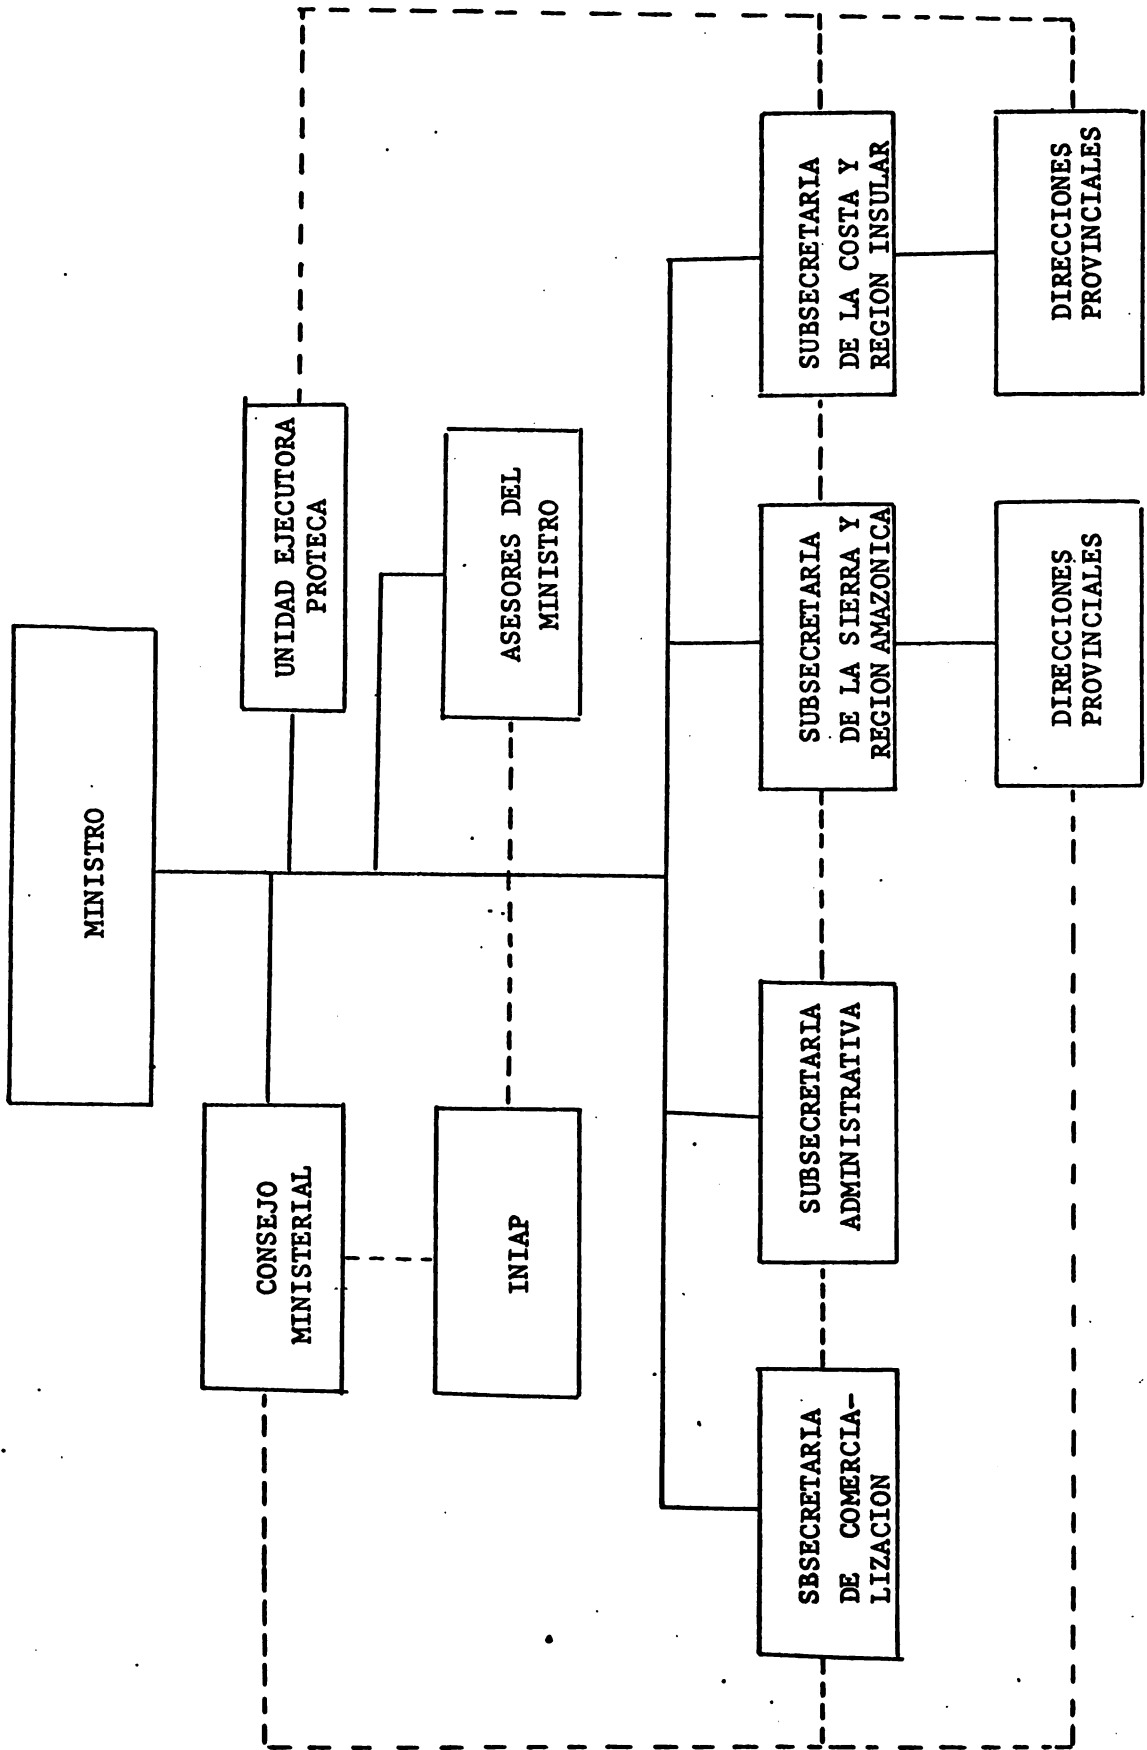 MINISTRO
CONSEJO
MINISTERIAL
UNIDAD EJECUTORA
PROTECA
INIAP
ASESORES DEL
MINISTRO
SBSECRETARIA
DE COMERCIA-
LIZACION
SUBSECRETARIA
ADMINISTRATIVA
SUBSECRETARIA
DE LA SIERRA Y
REGION AMAZONICA
SUBSECRETARIA
DE LA COSTA Y
REGION INSULAR
DIRECCIONES
PROVINCIALES
DIRECCIONES
PROVINCIALES